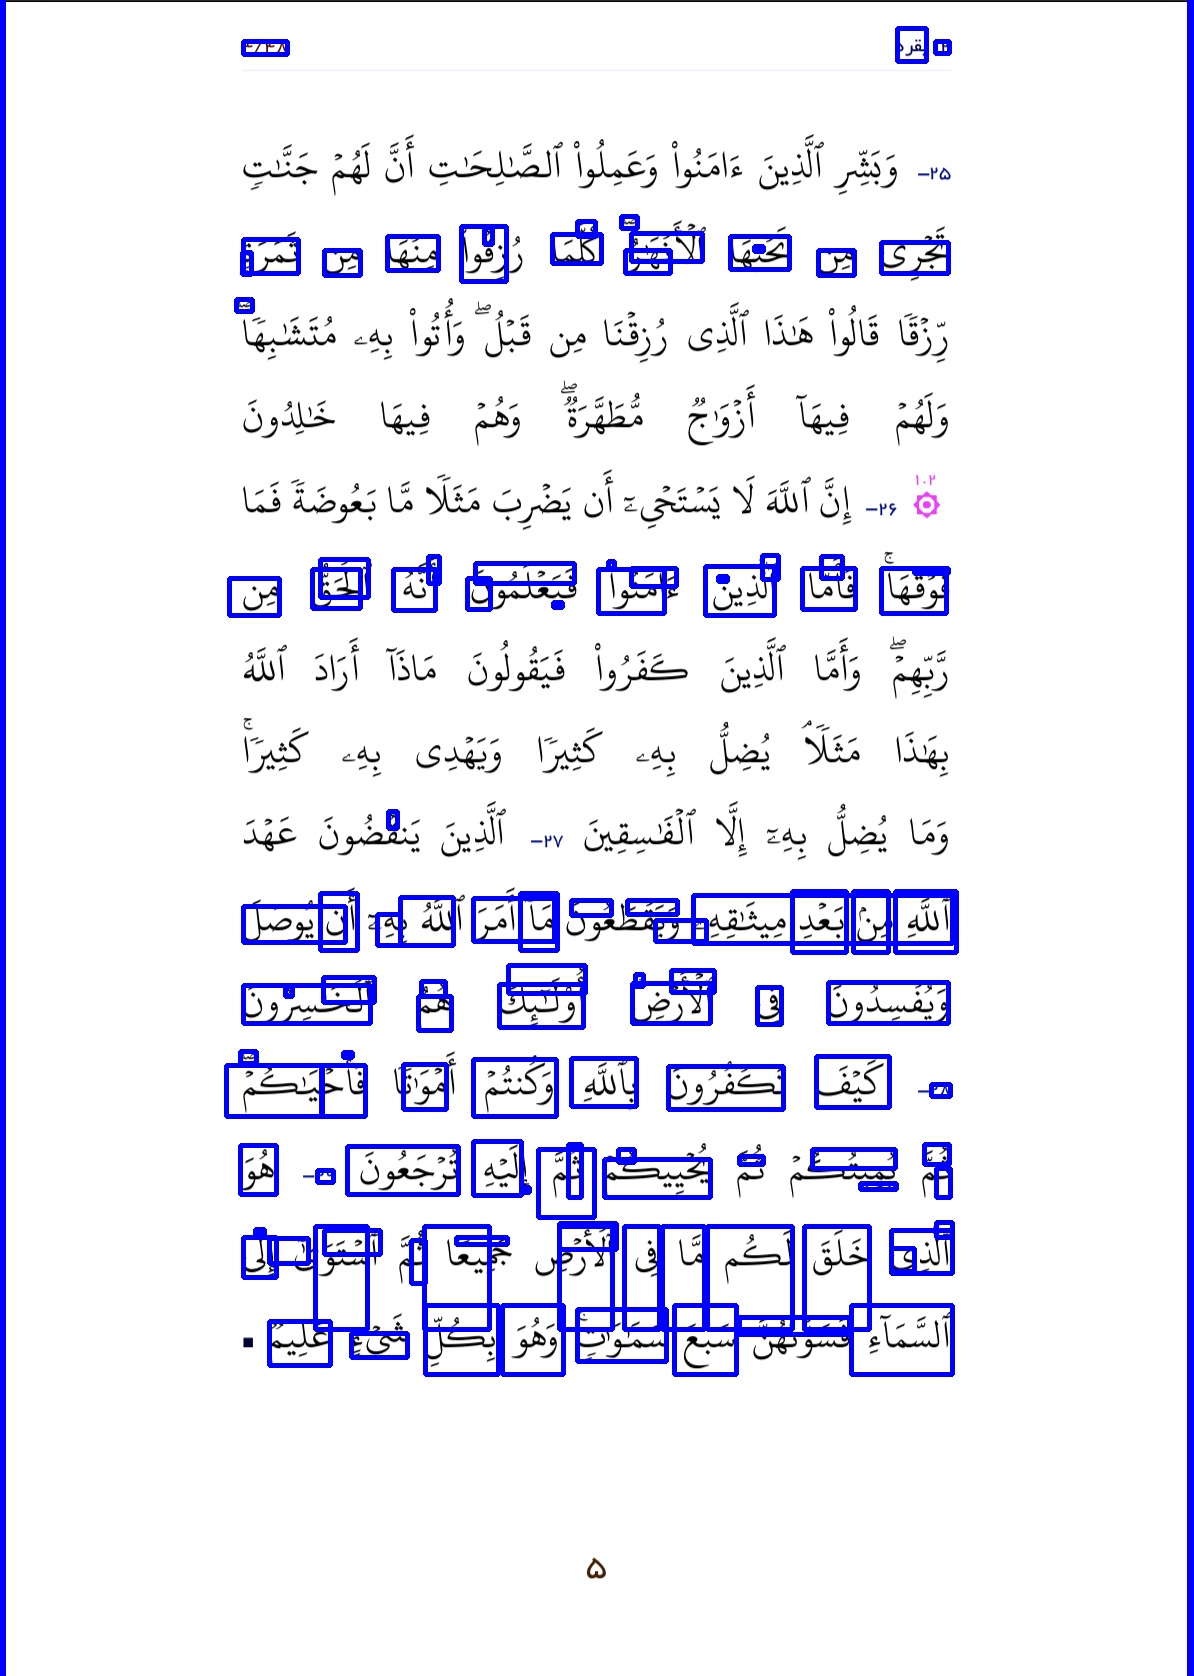 بقره
۲۵– وَبَشِّرِ ٱلَّذِينَ ءَامَنُوا۟ وَعَمِلُوا۟ ٱلصَّـٰلِحَـٰتِ أَنَّ لَهُمْ جَنَّـٰتٍ
تَجْرِى مِن تَحْتِهَا ٱلْأَنْهَـٰرُ ۖ كُلَّمَا رُزِقُوا۟ مِنْهَا مِن ثَمَرَةٍ
رِّزْقًا ۙ قَالُوا۟ هَـٰذَا ٱلَّذِى رُزِقْنَا مِن قَبْلُ ۖ وَأُتُوا۟ بِهِۦ مُتَشَـٰبِهًا ۖ
وَلَهُمْ فِيهَآ أَزْوَٰجٌ مُّطَهَّرَةٌ ۖ وَهُمْ فِيهَا خَـٰلِدُونَ
۱۰۲
۲۶– إِنَّ ٱللَّهَ لَا يَسْتَحْىِۦٓ أَن يَضْرِبَ مَثَلًا مَّا بَعُوضَةً فَمَا
فَوْقَهَا ۚ فَأَمَّا ٱلَّذِينَ ءَامَنُوا۟ فَيَعْلَمُونَ أَنَّهُ ٱلْحَقُّ مِن
رَّبِّهِمْ ۖ وَأَمَّا ٱلَّذِينَ كَفَرُوا۟ فَيَقُولُونَ مَاذَآ أَرَادَ ٱللَّهُ
بِهَـٰذَا مَثَلًا ۘ يُضِلُّ بِهِۦ كَثِيرًا وَيَهْدِى بِهِۦ كَثِيرًا ۚ
وَمَا يُضِلُّ بِهِۦٓ إِلَّا ٱلْفَـٰسِقِينَ ۲۷– ٱلَّذِينَ يَنقُضُونَ عَهْدَ
ٱللَّهِ مِنۢ بَعْدِ مِيثَـٰقِهِۦ وَيَقْطَعُونَ مَآ أَمَرَ ٱللَّهُ بِهِۦٓ أَن يُوصَلَ
وَيُفْسِدُونَ فِى ٱلْأَرْضِ ۚ أُو۟لَـٰٓئِكَ هُمُ ٱلْخَـٰسِرُونَ
۲۸– كَيْفَ تَكْفُرُونَ بِٱللَّهِ وَكُنتُمْ أَمْوَٰتًا فَأَحْيَـٰكُمْ ۖ
ثُمَّ يُمِيتُكُمْ ثُمَّ يُحْيِيكُمْ ثُمَّ إِلَيْهِ تُرْجَعُونَ ۲۹– هُوَ
ٱلَّذِى خَلَقَ لَكُم مَّا فِى ٱلْأَرْضِ جَمِيعًا ثُمَّ ٱسْتَوَىٰٓ إِلَى
ٱلسَّمَآءِ فَسَوَّىٰهُنَّ سَبْعَ سَمَـٰوَٰتٍ ۚ وَهُوَ بِكُلِّ شَىْءٍ عَلِيمٌ ■
۵